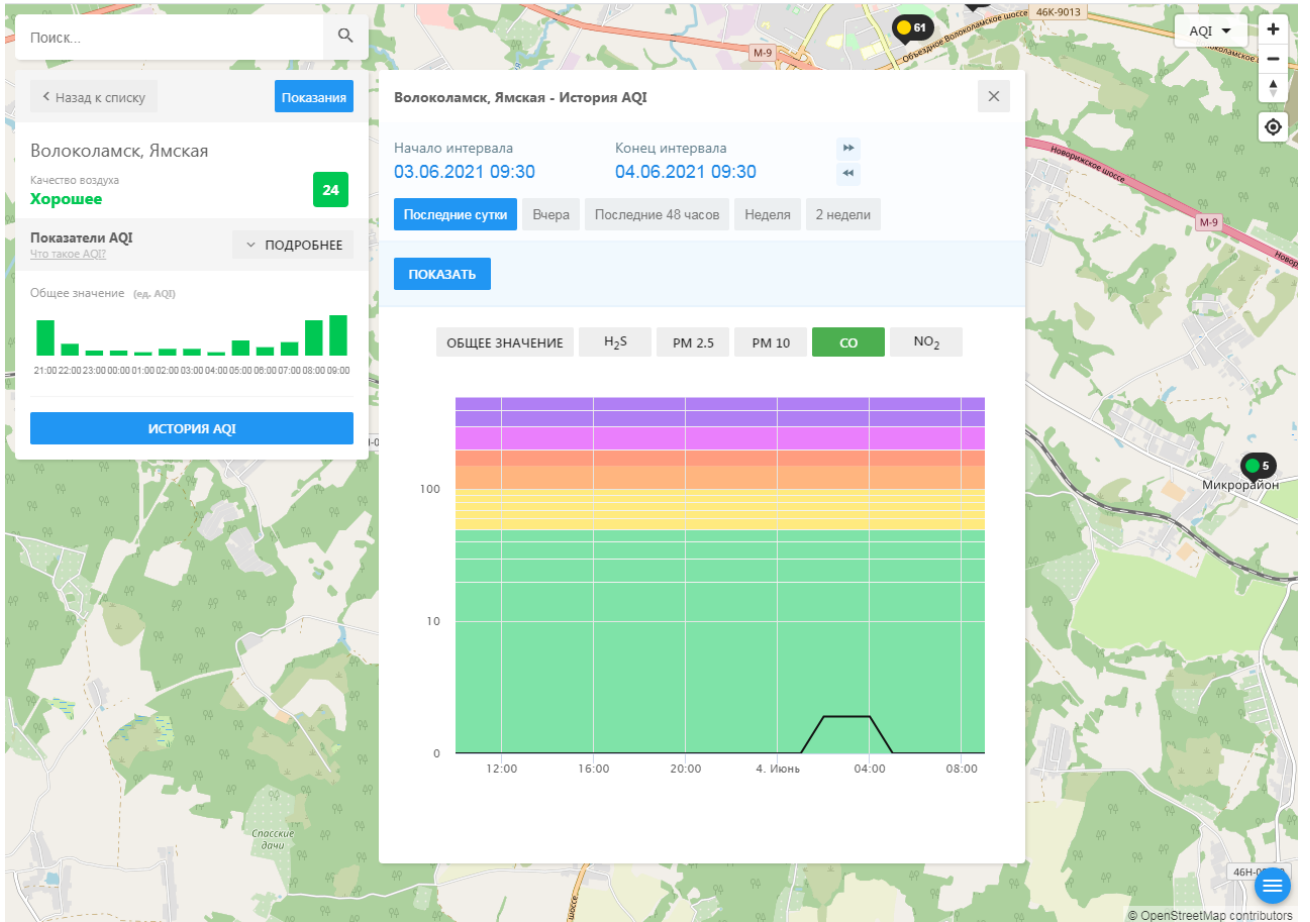 Поиск...
Назад к списку
Показания
Волоколамск, Ямская
Качество воздуха
Хорошее
24
Показатели AQI
Что такое AQI?
ПОДРОБНЕЕ
Общее значение (ед. AQI)
21:00 22:00 23:00 00:00 01:00 02:00 03:00 04:00 05:00 06:00 07:00 08:00 09:00
ИСТОРИЯ AQI
Волоколамск, Ямская - История AQI
Начало интервала
Конец интервала
03.06.2021 09:30
04.06.2021 09:30
Последние сутки
Вчера
Последние 48 часов
Неделя
2 недели
ПОКАЗАТЬ
ОБЩЕЕ ЗНАЧЕНИЕ
H₂S
PM 2.5
PM 10
CO
NO₂
100
10
0
12:00
16:00
20:00
4. Июнь
04:00
08:00
AQI
61
46К-9013
М-9
Объездное Волоколамское шоссе
Новорижское шоссе
М-9
5
Микрорайон
Спасские
дачи
шоссе
© OpenStreetMap contributors